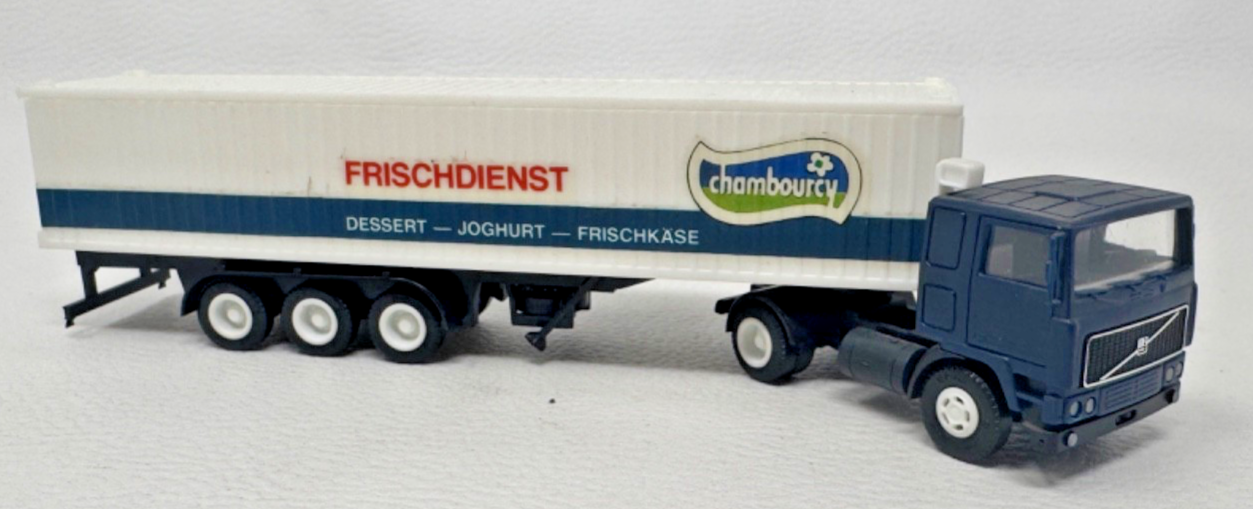 FRISCHDIENST
chambourcy
DESSERT — JOGHURT — FRISCHKÄSE